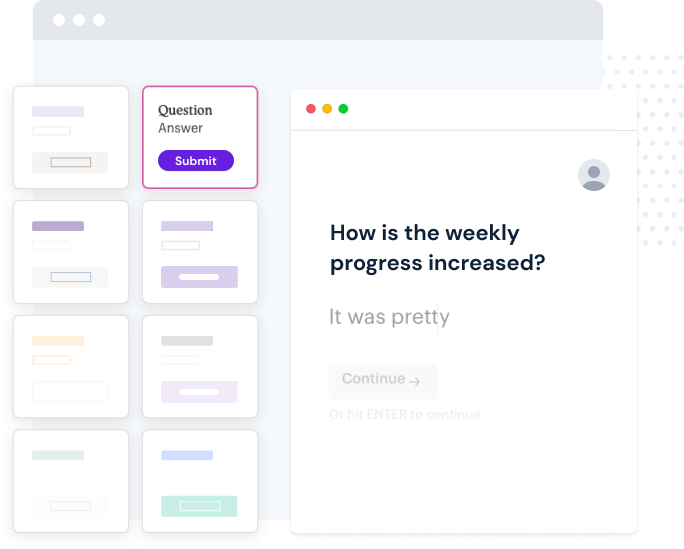 Question
Answer
Submit
How is the weekly
progress increased?
It was pretty
Continue →
Or hit ENTER to continue